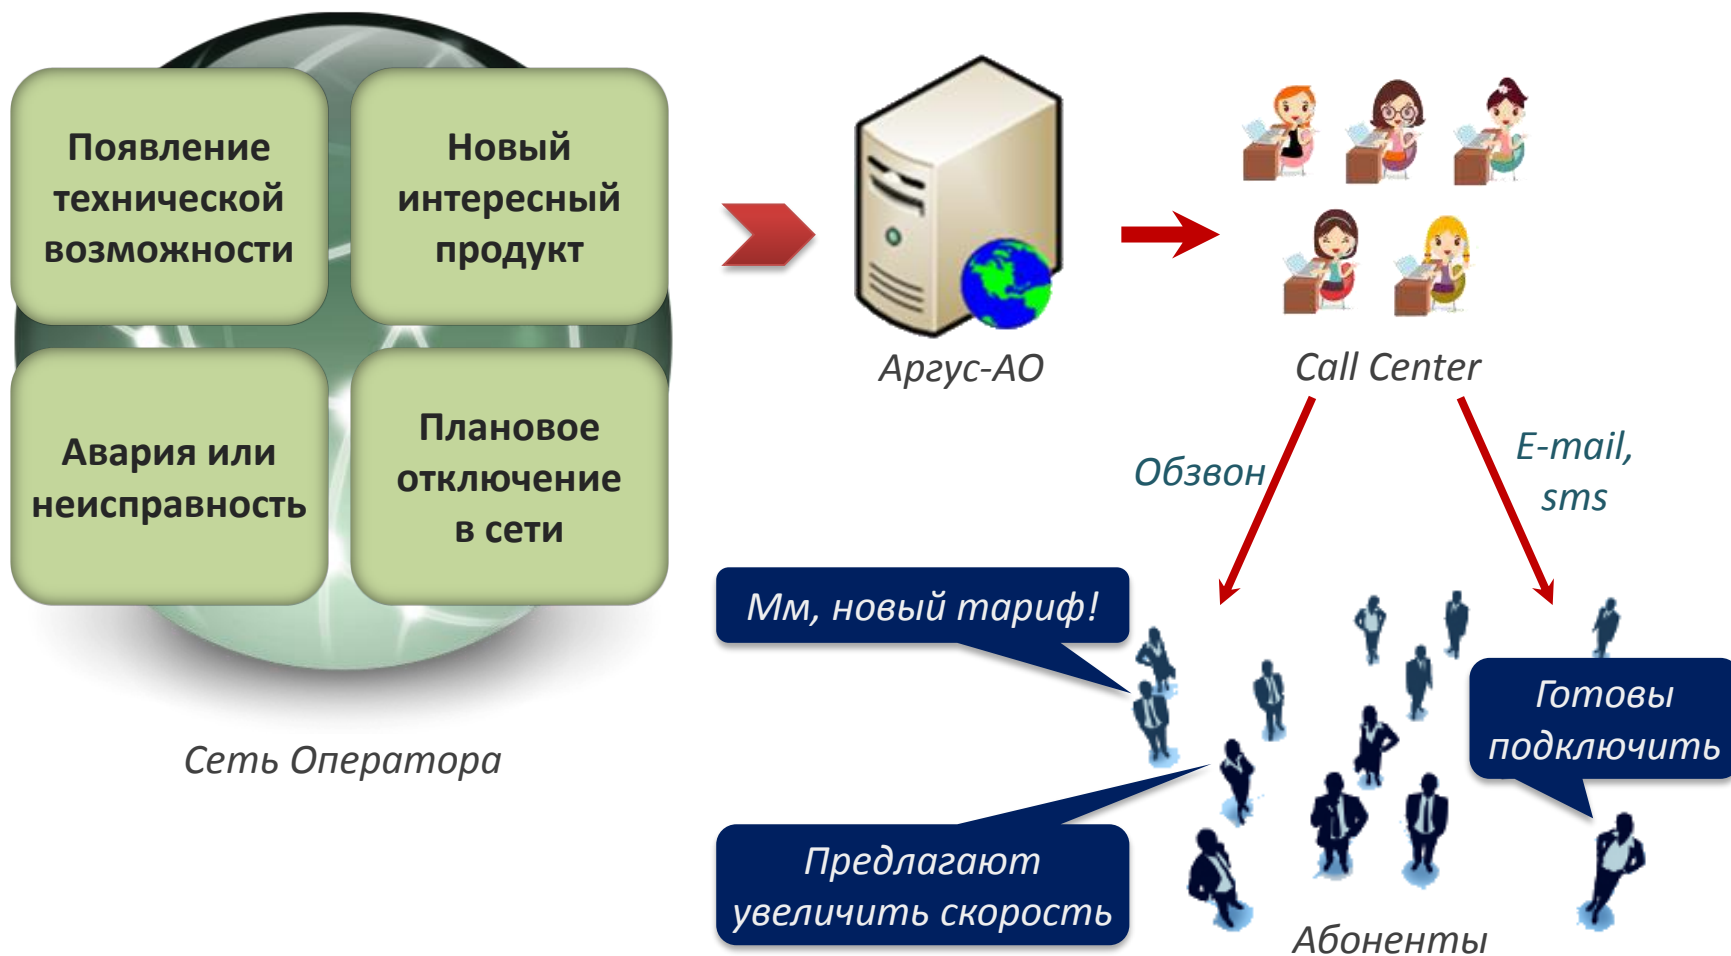 Появление
технической
возможности
Новый
интересный
продукт
Авария или
неисправность
Плановое
отключение
в сети
Сеть Оператора
Аргус-АО
Call Center
Обзвон
E-mail,
sms
Мм, новый тариф!
Готовы
подключить
Предлагают
увеличить скорость
Абоненты